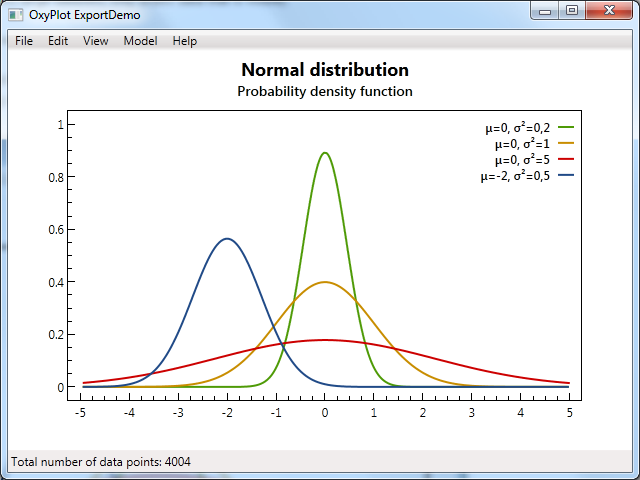 OxyPlot ExportDemo
File Edit View Model Help
Normal distribution
Probability density function
μ=0, σ²=0,2
μ=0, σ²=1
μ=0, σ²=5
μ=-2, σ²=0,5
1
0.8
0.6
0.4
0.2
0
-5 -4 -3 -2 -1 0 1 2 3 4 5
Total number of data points: 4004